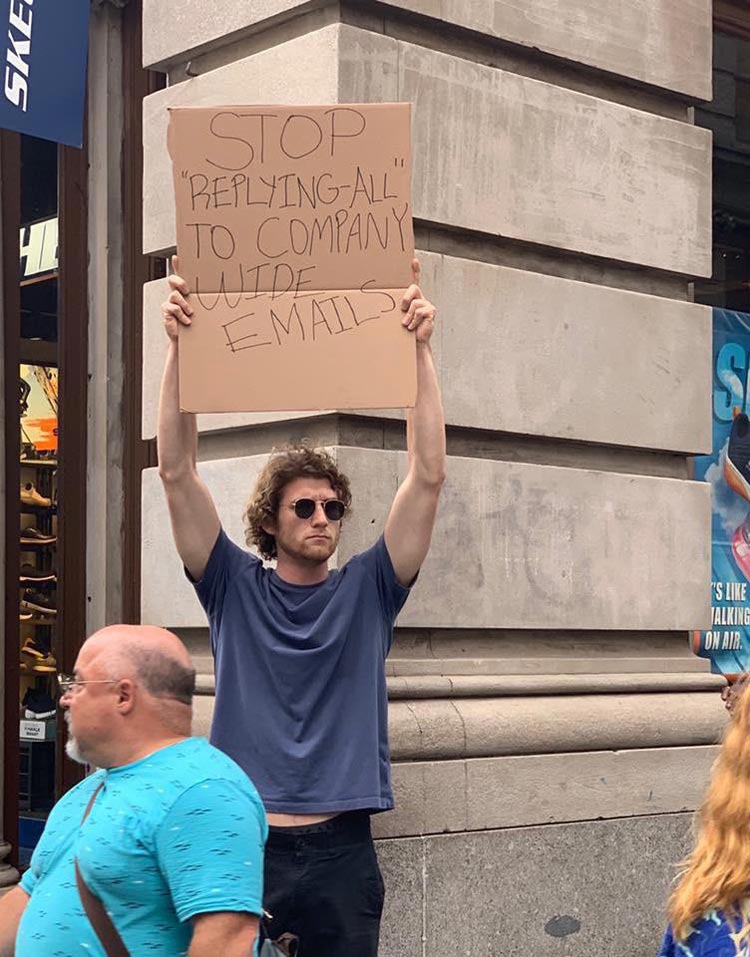 STOP
"REPLYING-ALL"
TO COMPANY
WIDE
EMAILS
SKE
'S LIKE
ALKING
ON AIR.